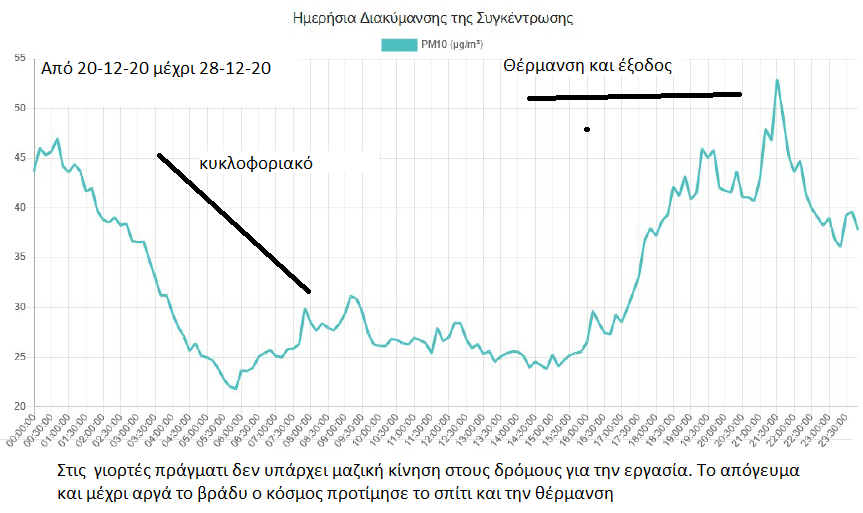 Ημερήσια Διακύμανσης της Συγκέντρωσης
PM10 (μg/m³)
55
Από 20-12-20 μέχρι 28-12-20
Θέρμανση και έξοδος
50
45
κυκλοφοριακό
40
35
30
25
20
00:00:00 00:30:00 01:00:00 01:30:00 02:00:00 02:30:00 03:00:00 03:30:00 04:00:00 04:30:00 05:00:00 05:30:00 06:00:00 06:30:00 07:00:00 07:30:00 08:00:00 08:30:00 09:00:00 09:30:00 10:00:00 10:30:00 11:00:00 11:30:00 12:00:00 12:30:00 13:00:00 13:30:00 14:00:00 14:30:00 15:00:00 15:30:00 16:00:00 16:30:00 17:00:00 17:30:00 18:00:00 18:30:00 19:00:00 19:30:00 20:00:00 20:30:00 21:00:00 21:30:00 22:00:00 22:30:00 23:00:00 23:30:00
Στις γιορτές πράγματι δεν υπάρχει μαζική κίνηση στους δρόμους για την εργασία. Το απόγευμα
και μέχρι αργά το βράδυ ο κόσμος προτίμησε το σπίτι και την θέρμανση